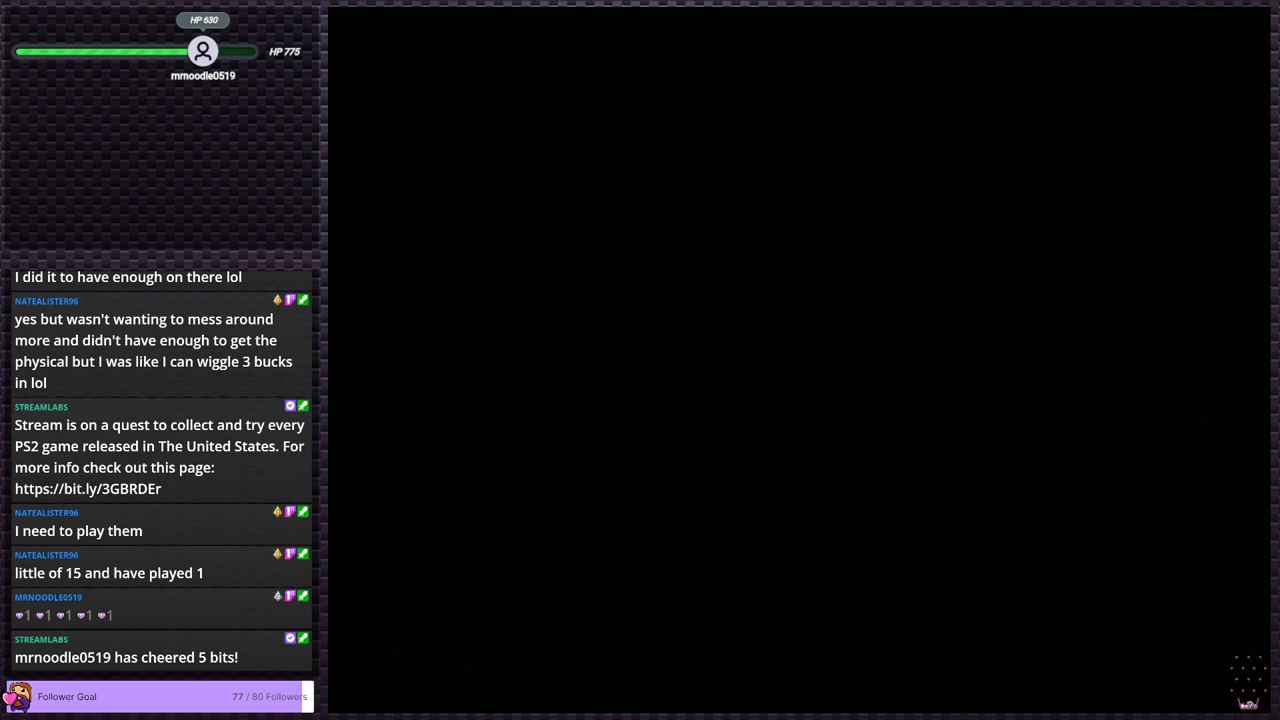 HP 630
HP 775
mrnoodle0519
I did it to have enough on there lol
NATEALISTER96
yes but wasn't wanting to mess around
more and didn't have enough to get the
physical but I was like I can wiggle 3 bucks
in lol
STREAMLABS
Stream is on a quest to collect and try every
PS2 game released in The United States. For
more info check out this page:
https://bit.ly/3GBRDEr
NATEALISTER96
I need to play them
NATEALISTER96
little of 15 and have played 1
MRNOODLE0519
1 1 1 1 1
STREAMLABS
mrnoodle0519 has cheered 5 bits!
Follower Goal 77 / 80 Followers